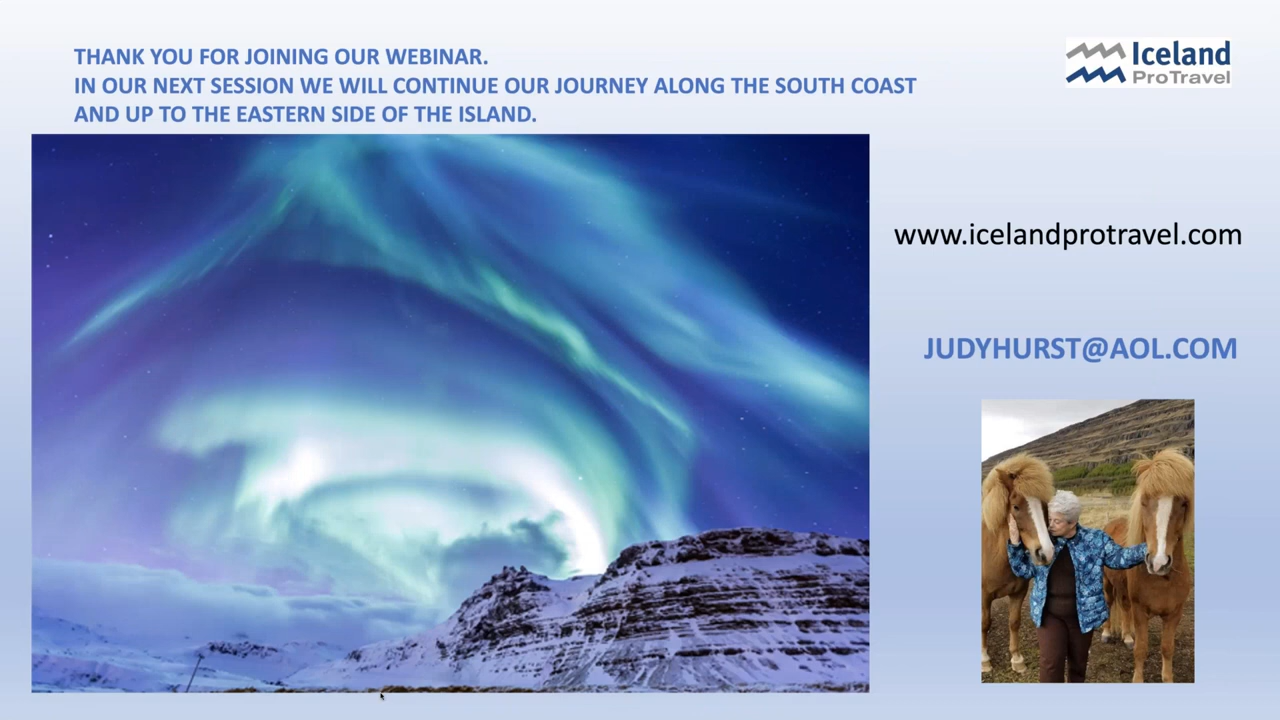 THANK YOU FOR JOINING OUR WEBINAR.
IN OUR NEXT SESSION WE WILL CONTINUE OUR JOURNEY ALONG THE SOUTH COAST
AND UP TO THE EASTERN SIDE OF THE ISLAND.
Iceland
ProTravel
www.icelandprotravel.com
JUDYHURST@AOL.COM